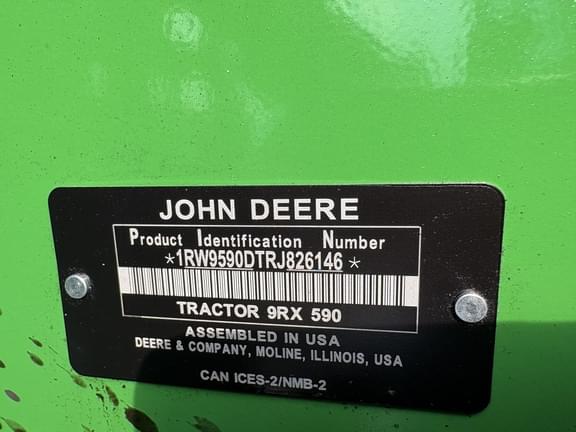 JOHN DEERE
Product Identification Number
*1RW9590DTRJ826146*
TRACTOR 9RX 590
ASSEMBLED IN USA
DEERE & COMPANY, MOLINE, ILLINOIS, USA
CAN ICES-2/NMB-2